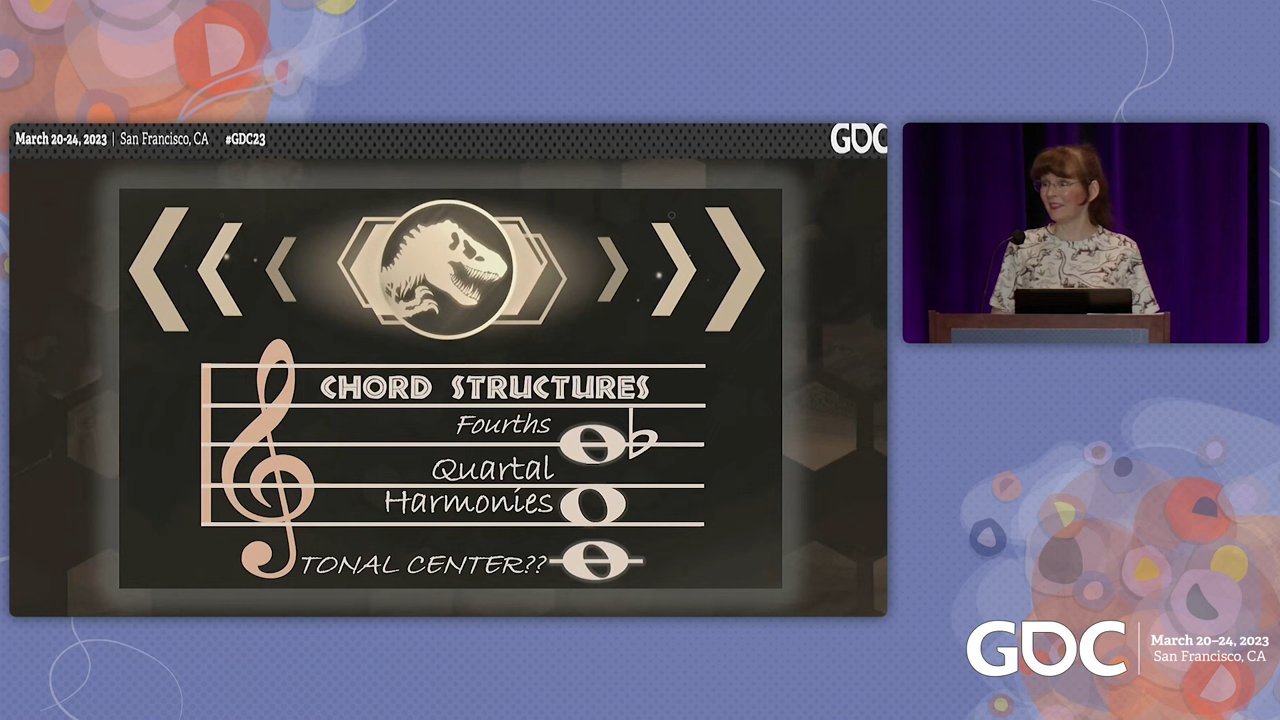 March 20-24, 2023 | San Francisco, CA #GDC23
GDC
CHORD STRUCTURES
Fourths
Quartal
Harmonies
TONAL CENTER??
GDC
March 20–24, 2023
San Francisco, CA